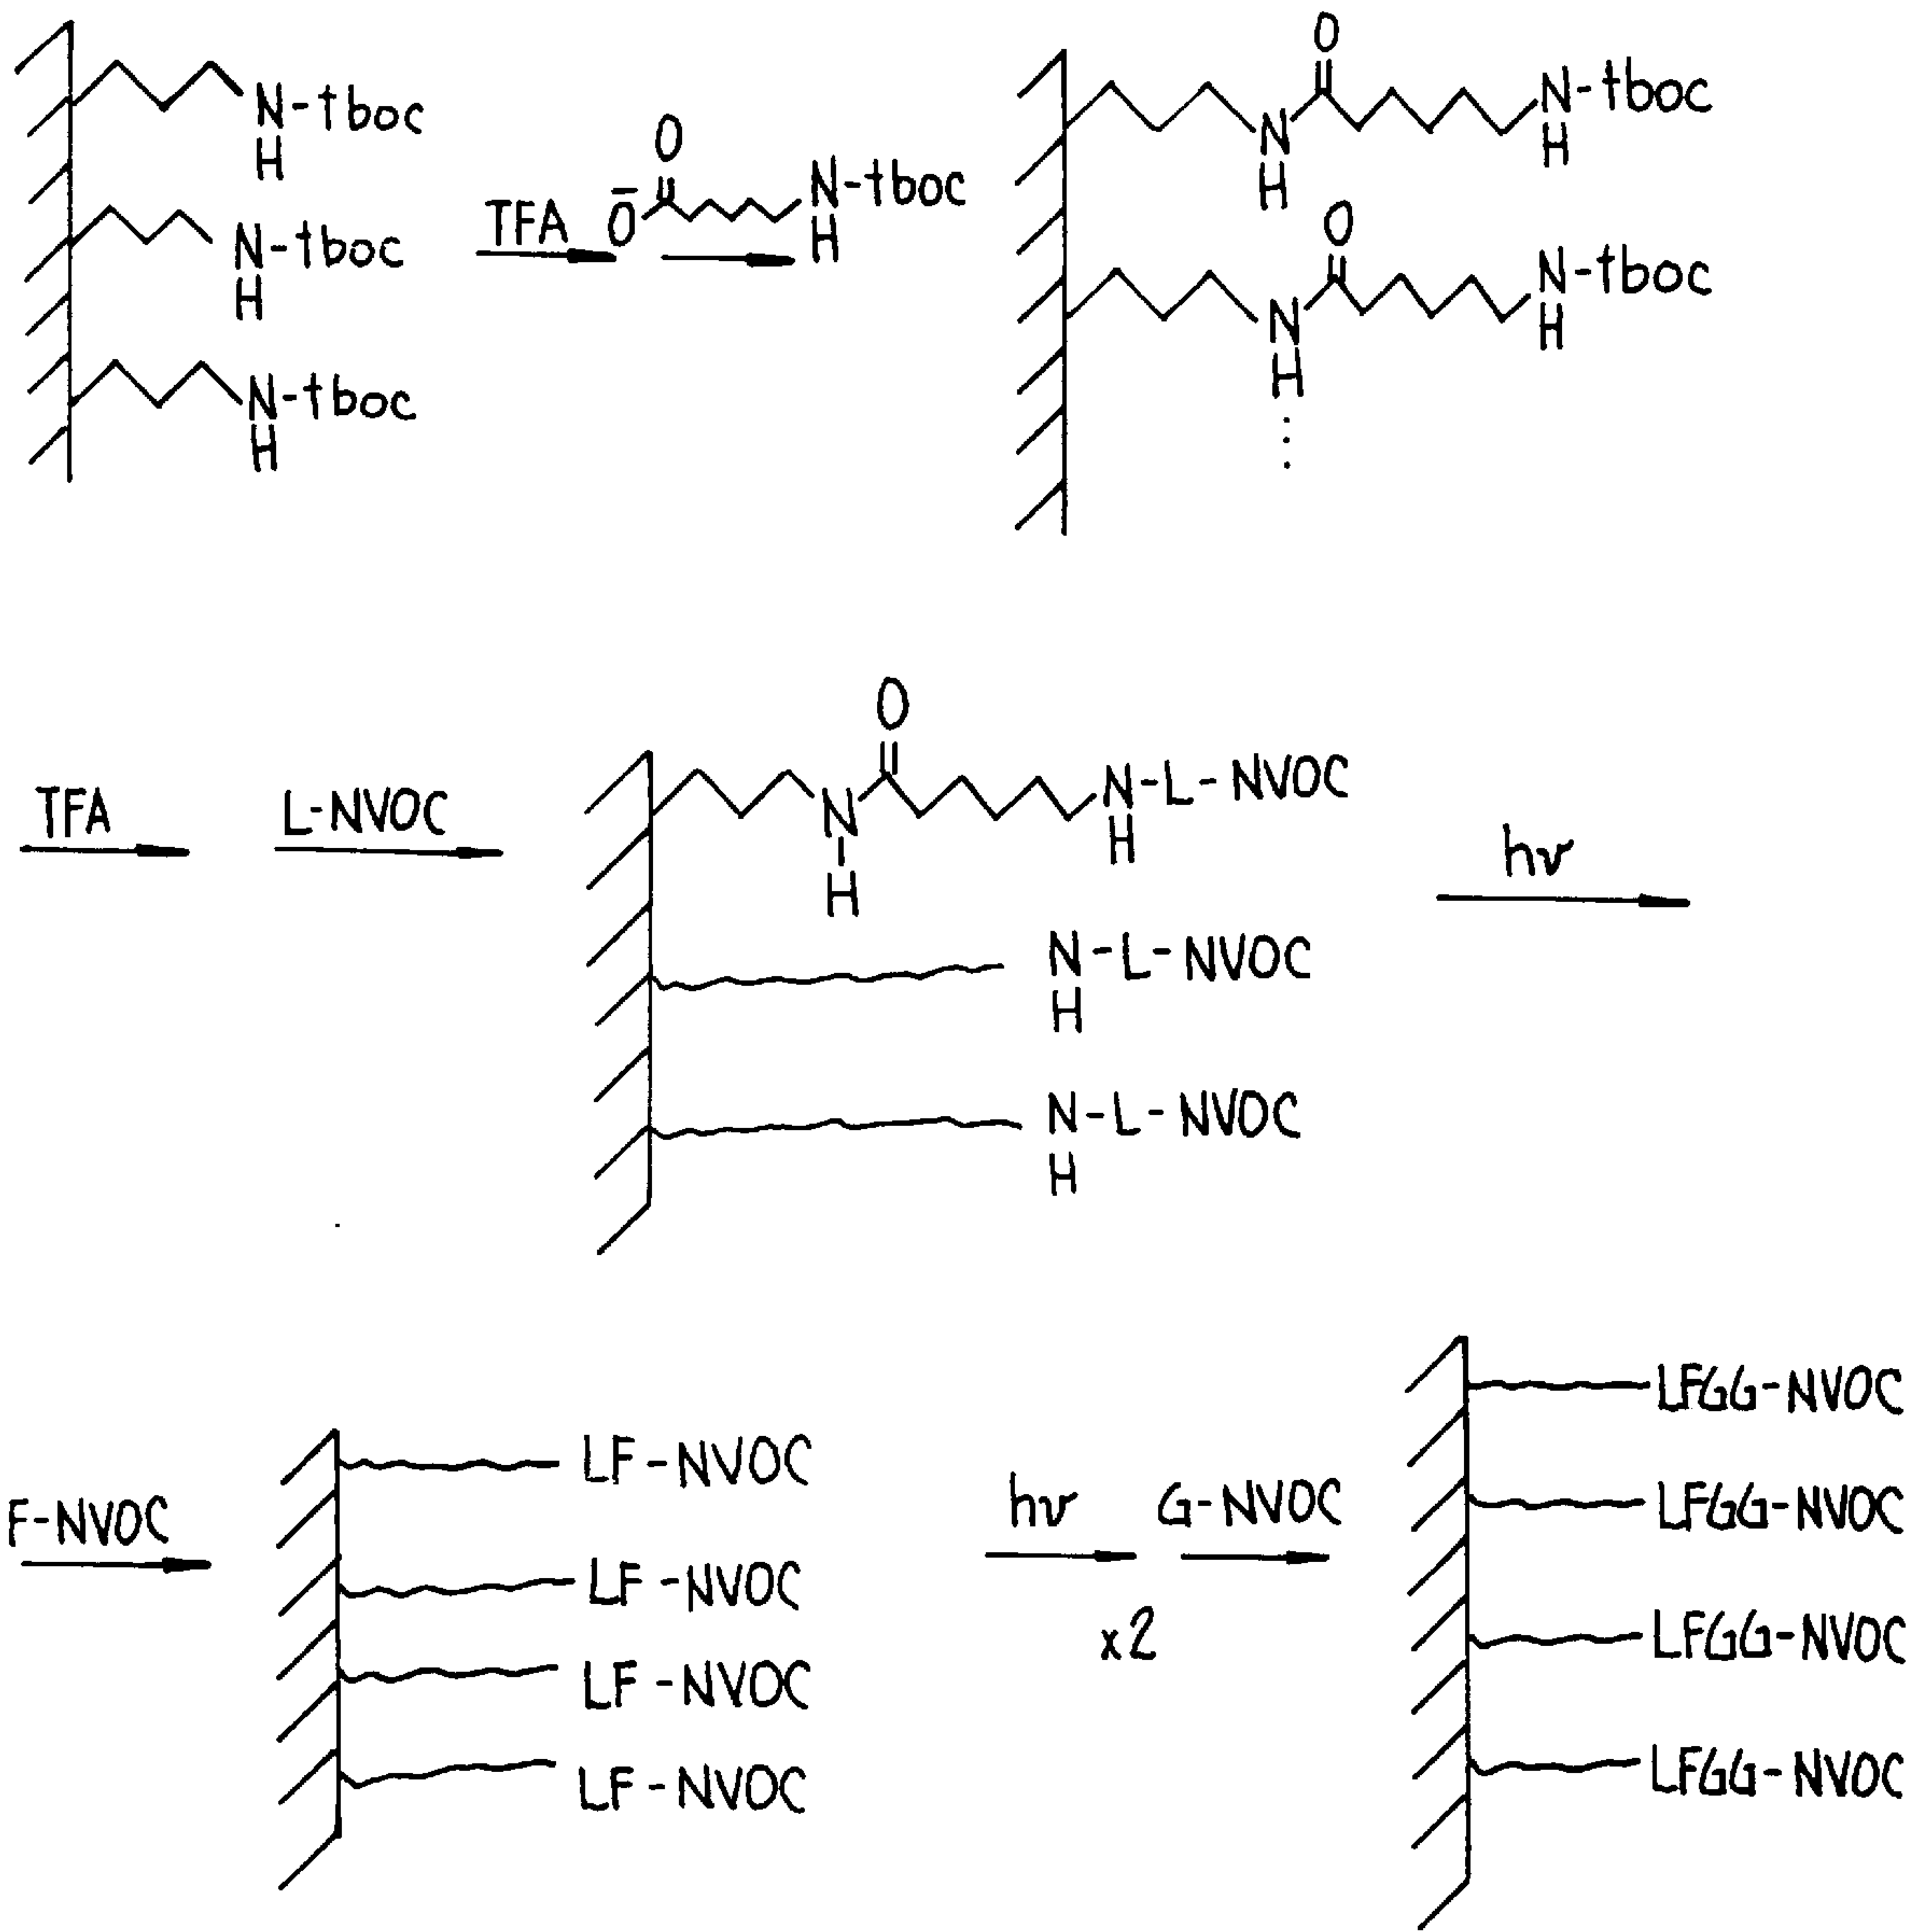 N-tboc
H
N-tboc
H
N-tboc
H
TFA
O
O
N-tboc
H
O
N
H
N-tboc
H
O
N
H
N-tboc
H
TFA
L-NVOC
O
N
H
N-L-NVOC
H
N-L-NVOC
H
N-L-NVOC
H
hν
F-NVOC
LF-NVOC
LF-NVOC
LF-NVOC
LF-NVOC
hν
G-NVOC
x2
LFGG-NVOC
LFGG-NVOC
LFGG-NVOC
LFGG-NVOC